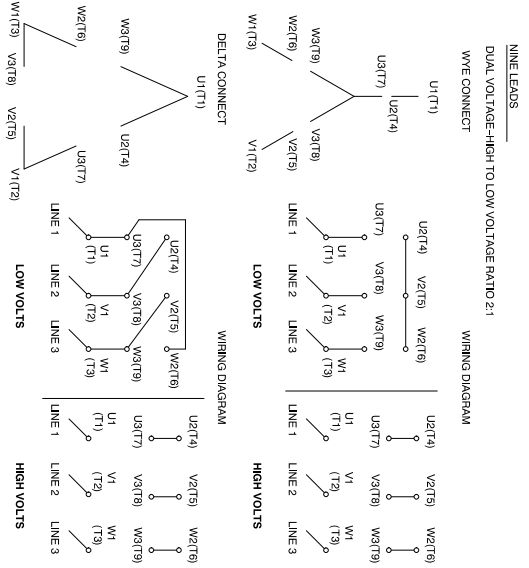 NINE LEADS
DUAL VOLTAGE–HIGH TO LOW VOLTAGE RATIO 2:1
WYE CONNECT
U1(T1)
U2(T4)
U3(T7)
W3(T9) V3(T8)
W2(T6) V2(T5)
W1(T3) V1(T2)
WIRING DIAGRAM
U2(T4) V2(T5) W2(T6)
U3(T7) V3(T8) W3(T9)
U1 V1 W1
(T1) (T2) (T3)
LINE 1 LINE 2 LINE 3
LOW VOLTS
U2(T4) V2(T5) W2(T6)
U3(T7) V3(T8) W3(T9)
U1 V1 W1
(T1) (T2) (T3)
LINE 1 LINE 2 LINE 3
HIGH VOLTS
DELTA CONNECT
U1(T1)
W3(T9) U2(T4)
W2(T6) U3(T7)
V3(T8) V2(T5)
W1(T3) V1(T2)
WIRING DIAGRAM
U2(T4) V2(T5) W2(T6)
U3(T7) V3(T8) W3(T9)
U1 V1 W1
(T1) (T2) (T3)
LINE 1 LINE 2 LINE 3
LOW VOLTS
U2(T4) V2(T5) W2(T6)
U3(T7) V3(T8) W3(T9)
U1 V1 W1
(T1) (T2) (T3)
LINE 1 LINE 2 LINE 3
HIGH VOLTS